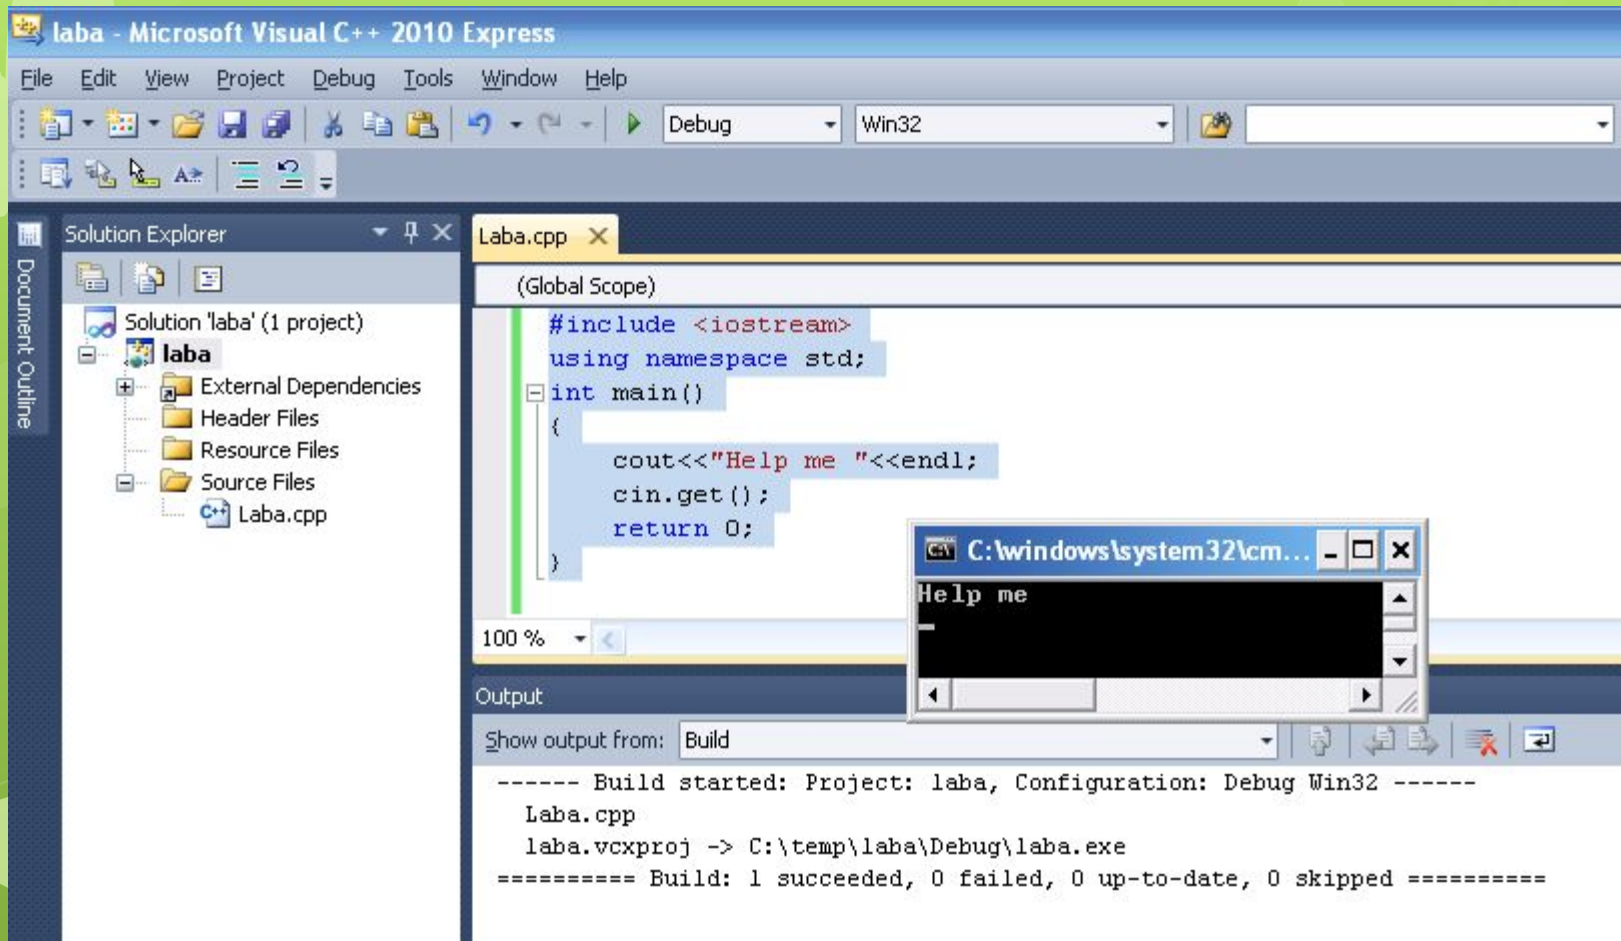 laba - Microsoft Visual C++ 2010 Express
File Edit View Project Debug Tools Window Help
Debug Win32
Document Outline
Solution Explorer
Solution 'laba' (1 project)
laba
External Dependencies
Header Files
Resource Files
Source Files
Laba.cpp
Laba.cpp
(Global Scope)
#include <iostream>
using namespace std;
int main()
{
cout<<"Help me "<<endl;
cin.get();
return 0;
}
100 %
C:\windows\system32\cm...
Help me
Output
Show output from: Build
------ Build started: Project: laba, Configuration: Debug Win32 ------
Laba.cpp
laba.vcxproj -> C:\temp\laba\Debug\laba.exe
========== Build: 1 succeeded, 0 failed, 0 up-to-date, 0 skipped ==========